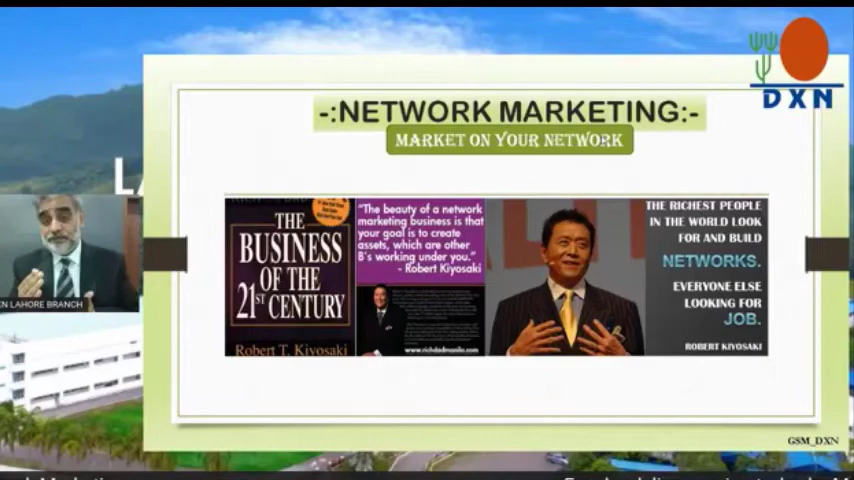 DXN
-:NETWORK MARKETING:-
MARKET ON YOUR NETWORK
THE
BUSINESS
OF THE
21ST CENTURY
Robert T. Kiyosaki
"The beauty of a network
marketing business is that
your goal is to create
assets, which are other
B's working under you."
- Robert Kiyosaki
www.richdadmanila.com
THE RICHEST PEOPLE
IN THE WORLD LOOK
FOR AND BUILD
NETWORKS.
EVERYONE ELSE
LOOKING FOR
JOB.
ROBERT KIYOSAKI
EN LAHORE BRANCH
GSM_DXN